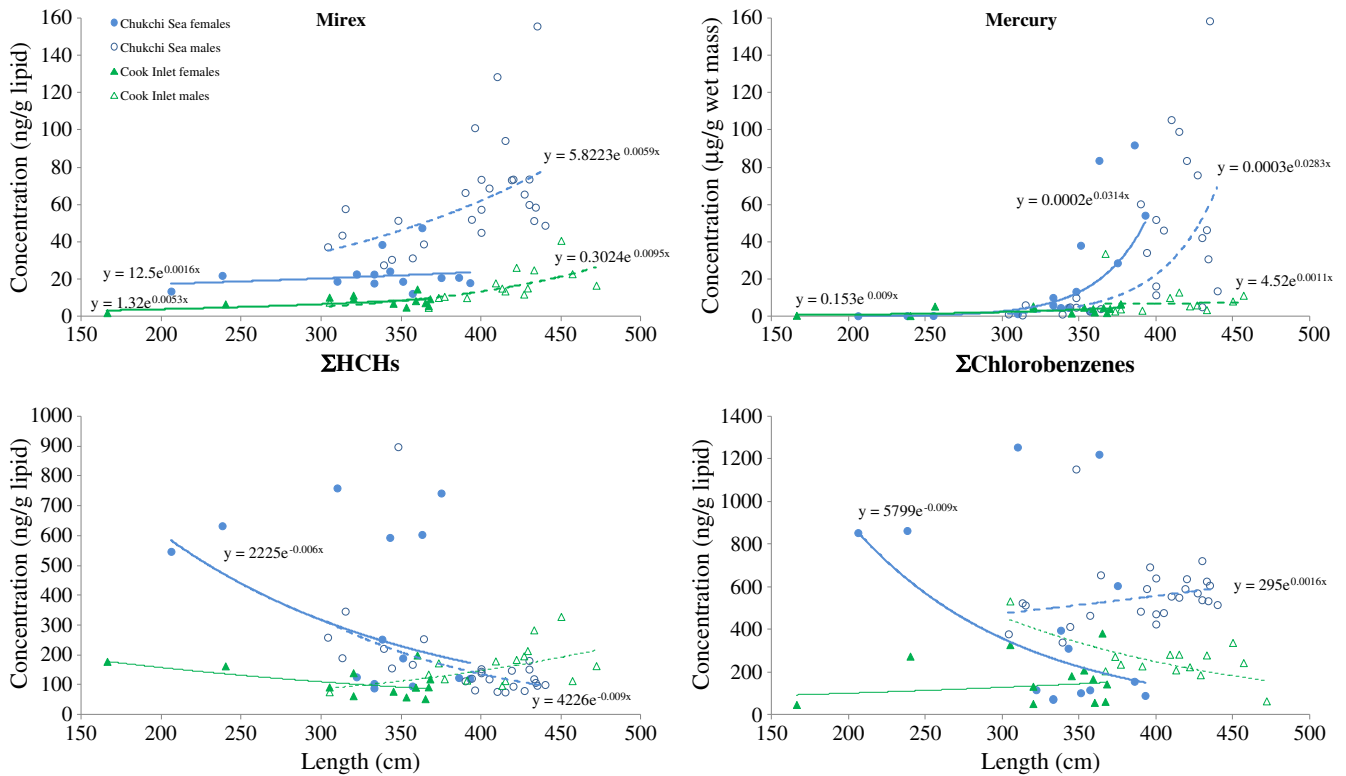 Mirex
Concentration (ng/g lipid)
160
140
120
100
80
60
40
20
0
Chukchi Sea females
Chukchi Sea males
Cook Inlet females
Cook Inlet males
y = 5.8223e^0.0059x
y = 12.5e^0.0016x
y = 0.3024e^0.0095x
y = 1.32e^0.0053x
150 200 250 300 350 400 450 500
Mercury
Concentration (µg/g wet mass)
160
140
120
100
80
60
40
20
0
y = 0.0003e^0.0283x
y = 0.0002e^0.0314x
y = 4.52e^0.0011x
y = 0.153e^0.009x
150 200 250 300 350 400 450 500
ΣHCHs
Concentration (ng/g lipid)
1000
900
800
700
600
500
400
300
200
100
0
y = 2225e^-0.006x
y = 4226e^-0.009x
150 200 250 300 350 400 450 500
Length (cm)
ΣChlorobenzenes
Concentration (ng/g lipid)
1400
1200
1000
800
600
400
200
0
y = 5799e^-0.009x
y = 295e^0.0016x
150 200 250 300 350 400 450 500
Length (cm)